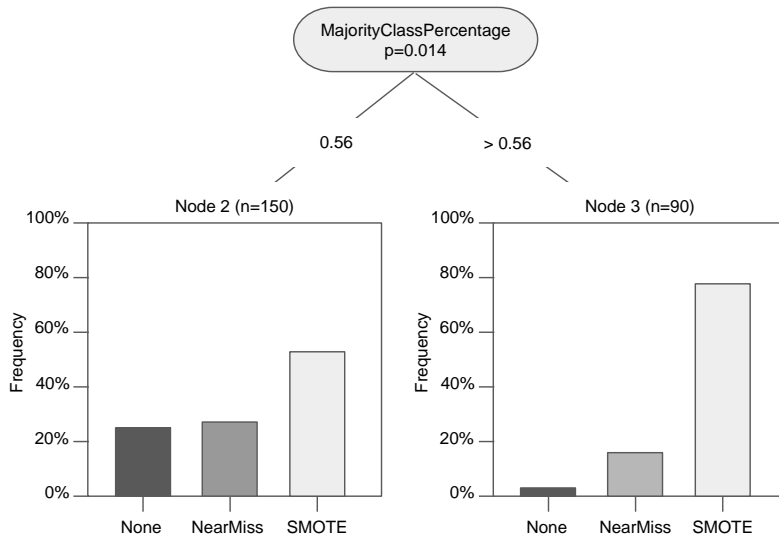 MajorityClassPercentage
p=0.014
0.56
> 0.56
Node 2 (n=150)
100%
80%
60%
40%
20%
0%
Frequency
None
NearMiss
SMOTE
Node 3 (n=90)
100%
80%
60%
40%
20%
0%
Frequency
None
NearMiss
SMOTE